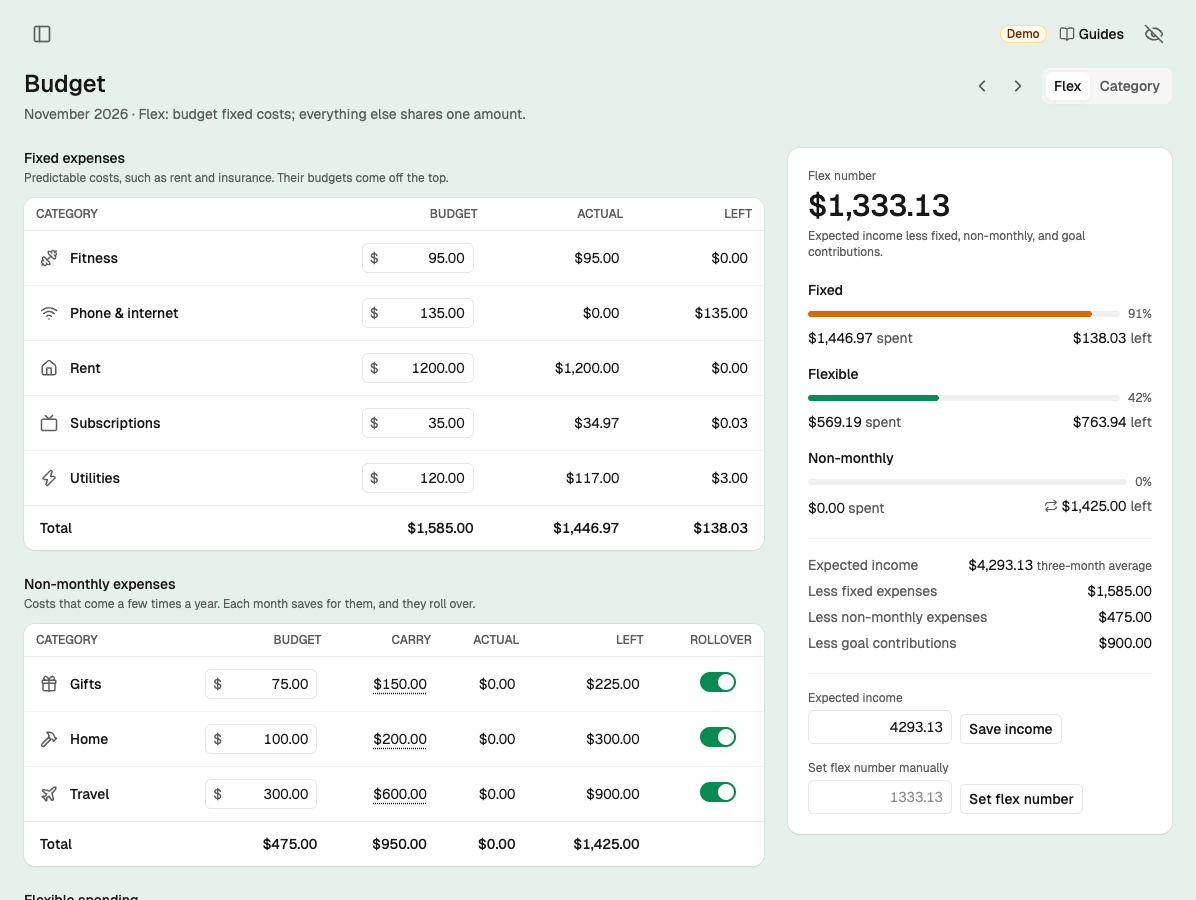 Demo
Guides
Budget
November 2026 · Flex: budget fixed costs; everything else shares one amount.
Flex Category
Fixed expenses
Predictable costs, such as rent and insurance. Their budgets come off the top.
CATEGORY BUDGET ACTUAL LEFT
Fitness $ 95.00 $95.00 $0.00
Phone & internet $ 135.00 $0.00 $135.00
Rent $ 1200.00 $1,200.00 $0.00
Subscriptions $ 35.00 $34.97 $0.03
Utilities $ 120.00 $117.00 $3.00
Total $1,585.00 $1,446.97 $138.03
Non-monthly expenses
Costs that come a few times a year. Each month saves for them, and they roll over.
CATEGORY BUDGET CARRY ACTUAL LEFT ROLLOVER
Gifts $ 75.00 $150.00 $0.00 $225.00
Home $ 100.00 $200.00 $0.00 $300.00
Travel $ 300.00 $600.00 $0.00 $900.00
Total $475.00 $950.00 $0.00 $1,425.00
Flexible spending
Flex number
$1,333.13
Expected income less fixed, non-monthly, and goal
contributions.
Fixed
91%
$1,446.97 spent $138.03 left
Flexible
42%
$569.19 spent $763.94 left
Non-monthly
0%
$0.00 spent $1,425.00 left
Expected income $4,293.13 three-month average
Less fixed expenses $1,585.00
Less non-monthly expenses $475.00
Less goal contributions $900.00
Expected income
4293.13 Save income
Set flex number manually
1333.13 Set flex number